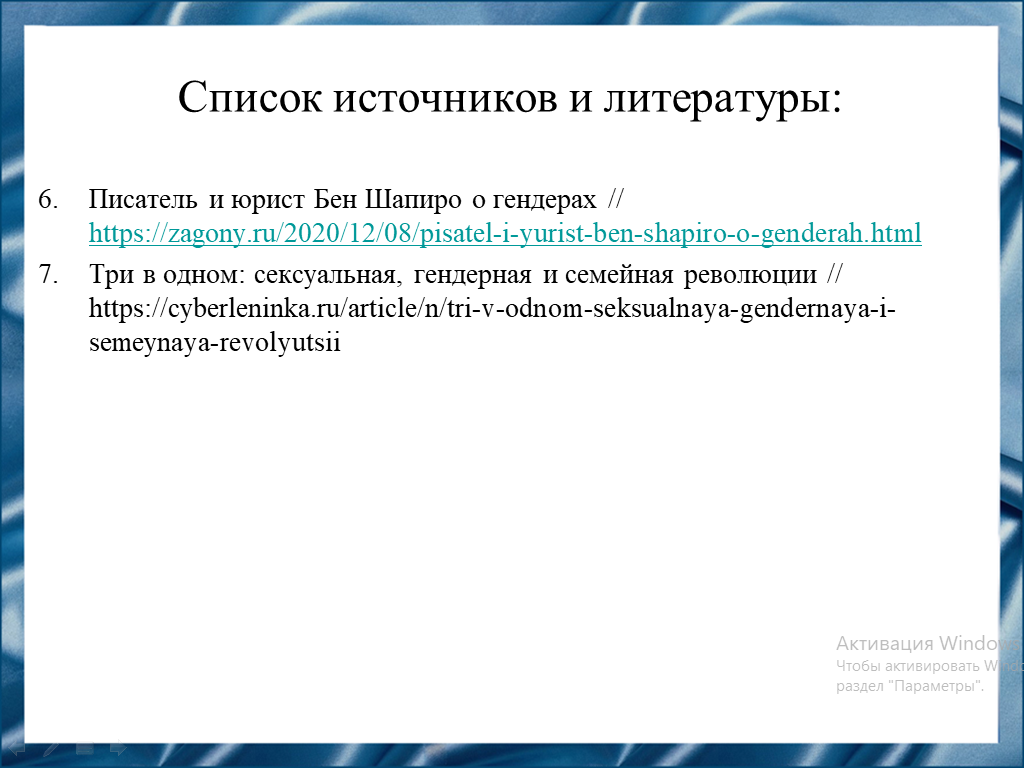 Список источников и литературы:
6. Писатель и юрист Бен Шапиро о гендерах //
https://zagony.ru/2020/12/08/pisatel-i-yurist-ben-shapiro-o-genderah.html
7. Три в одном: сексуальная, гендерная и семейная революции //
https://cyberleninka.ru/article/n/tri-v-odnom-seksualnaya-gendernaya-i-
semeynaya-revolyutsii
Активация Windows
Чтобы активировать Windo
раздел "Параметры".